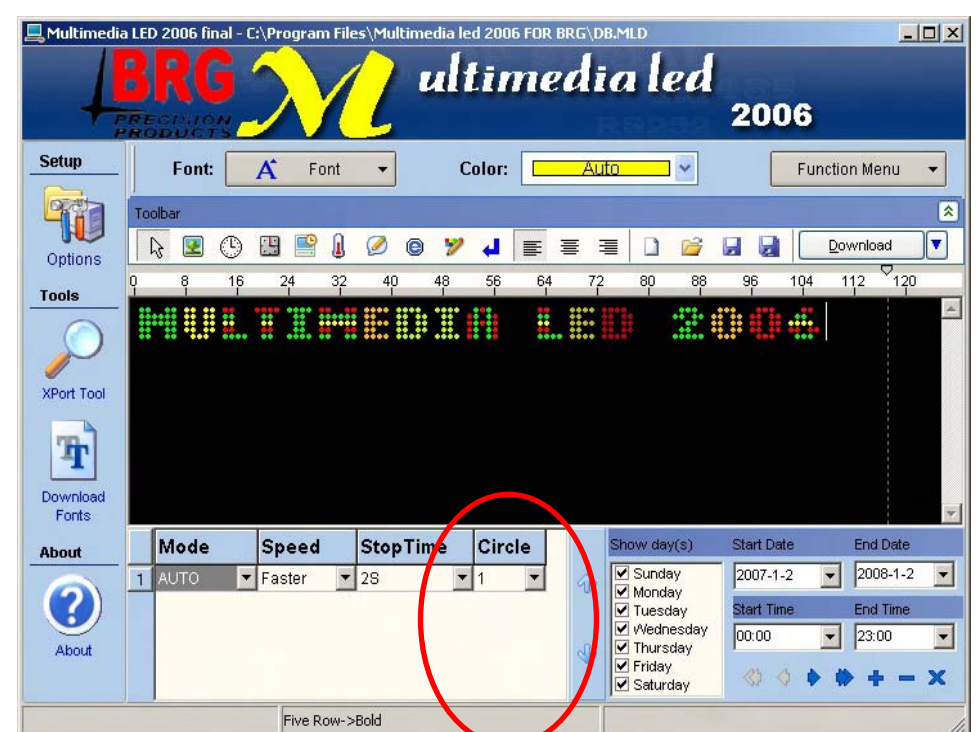 Multimedia LED 2006 final - C:\Program Files\Multimedia led 2006 FOR BRG\DB.MLD
BRG
PRECISION
PRODUCTS
M ultimedia led
2006
Setup
Font: A Font
Color: Auto
Function Menu
Toolbar
Options
Download
0 8 16 24 32 40 48 56 64 72 80 88 96 104 112 120
Tools
MULTIMEDIA LED 2004
XPort Tool
Download
Fonts
About
About
Mode Speed StopTime Circle
1 AUTO Faster 2S 1
Show day(s) Start Date End Date
Sunday
Monday
Tuesday
Wednesday
Thursday
Friday
Saturday
2007-1-2 2008-1-2
Start Time End Time
00:00 23:00
Five Row->Bold